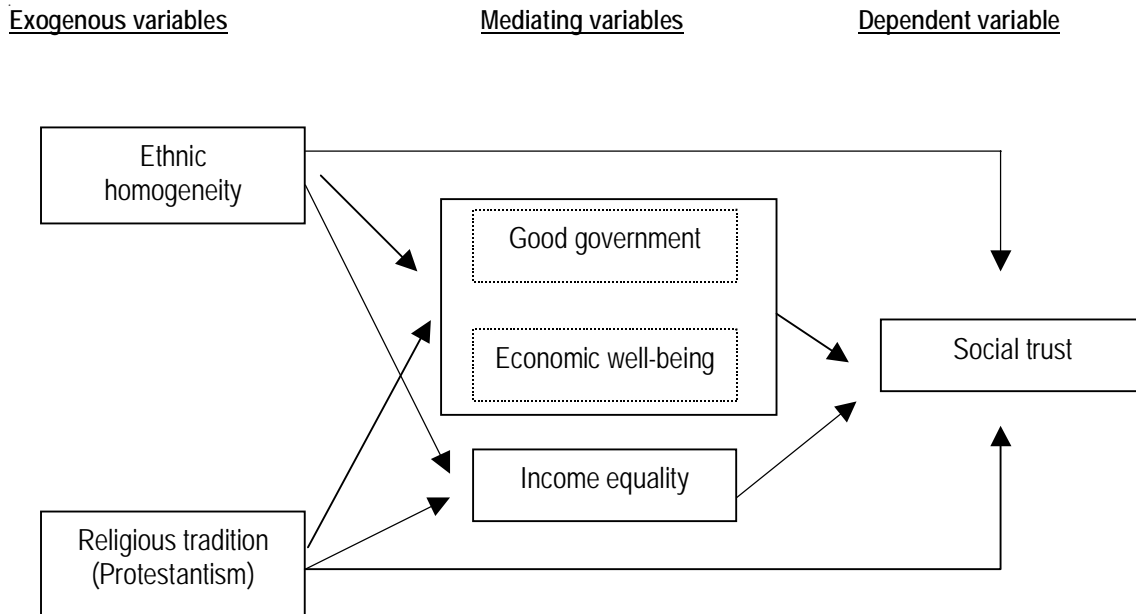 Exogenous variables
Mediating variables
Dependent variable
Ethnic
homogeneity
Good government
Economic well-being
Social trust
Income equality
Religious tradition
(Protestantism)